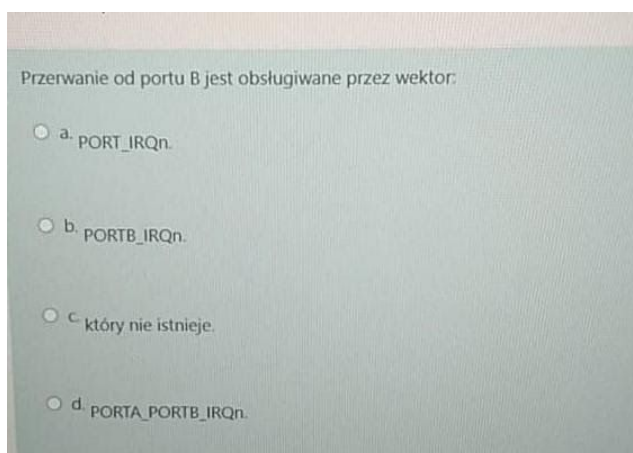 Przerwanie od portu B jest obsługiwane przez wektor:
a. PORT_IRQn.
b. PORTB_IRQn.
c. który nie istnieje.
d. PORTA_PORTB_IRQn.